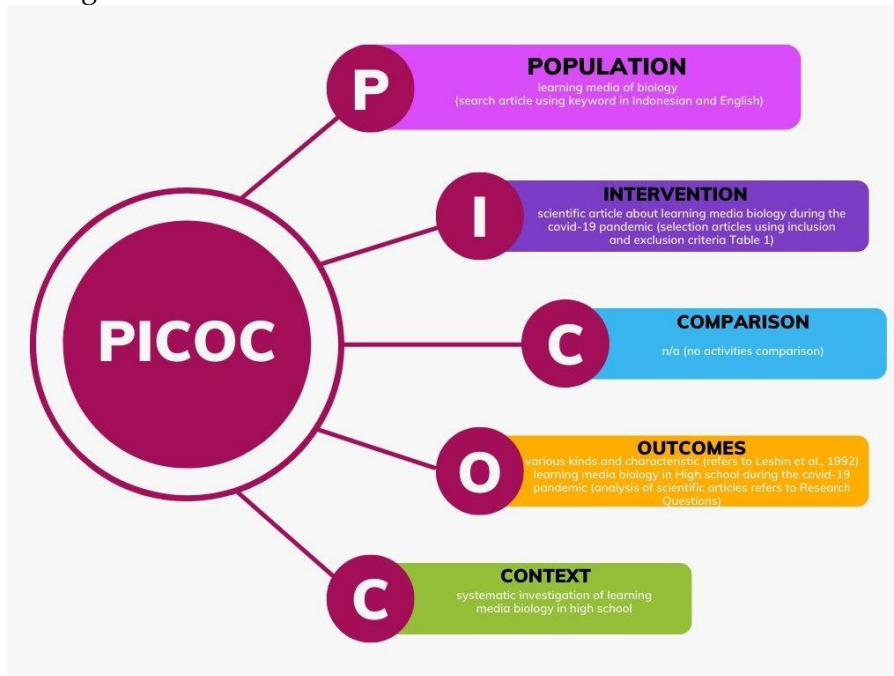 P
POPULATION
learning media of biology
(search article using keyword in Indonesian and English)
I
INTERVENTION
scientific article about learning media biology during the
covid-19 pandemic (selection articles using inclusion
and exclusion criteria Table 1)
PICOC
C
COMPARISON
n/a (no activities comparison)
O
OUTCOMES
various kinds and characteristic (refers to Leshin et al., 1992)
learning media biology in High school during the covid-19
pandemic (analysis of scientific articles refers to Research
Questions)
C
CONTEXT
systematic investigation of learning
media biology in high school